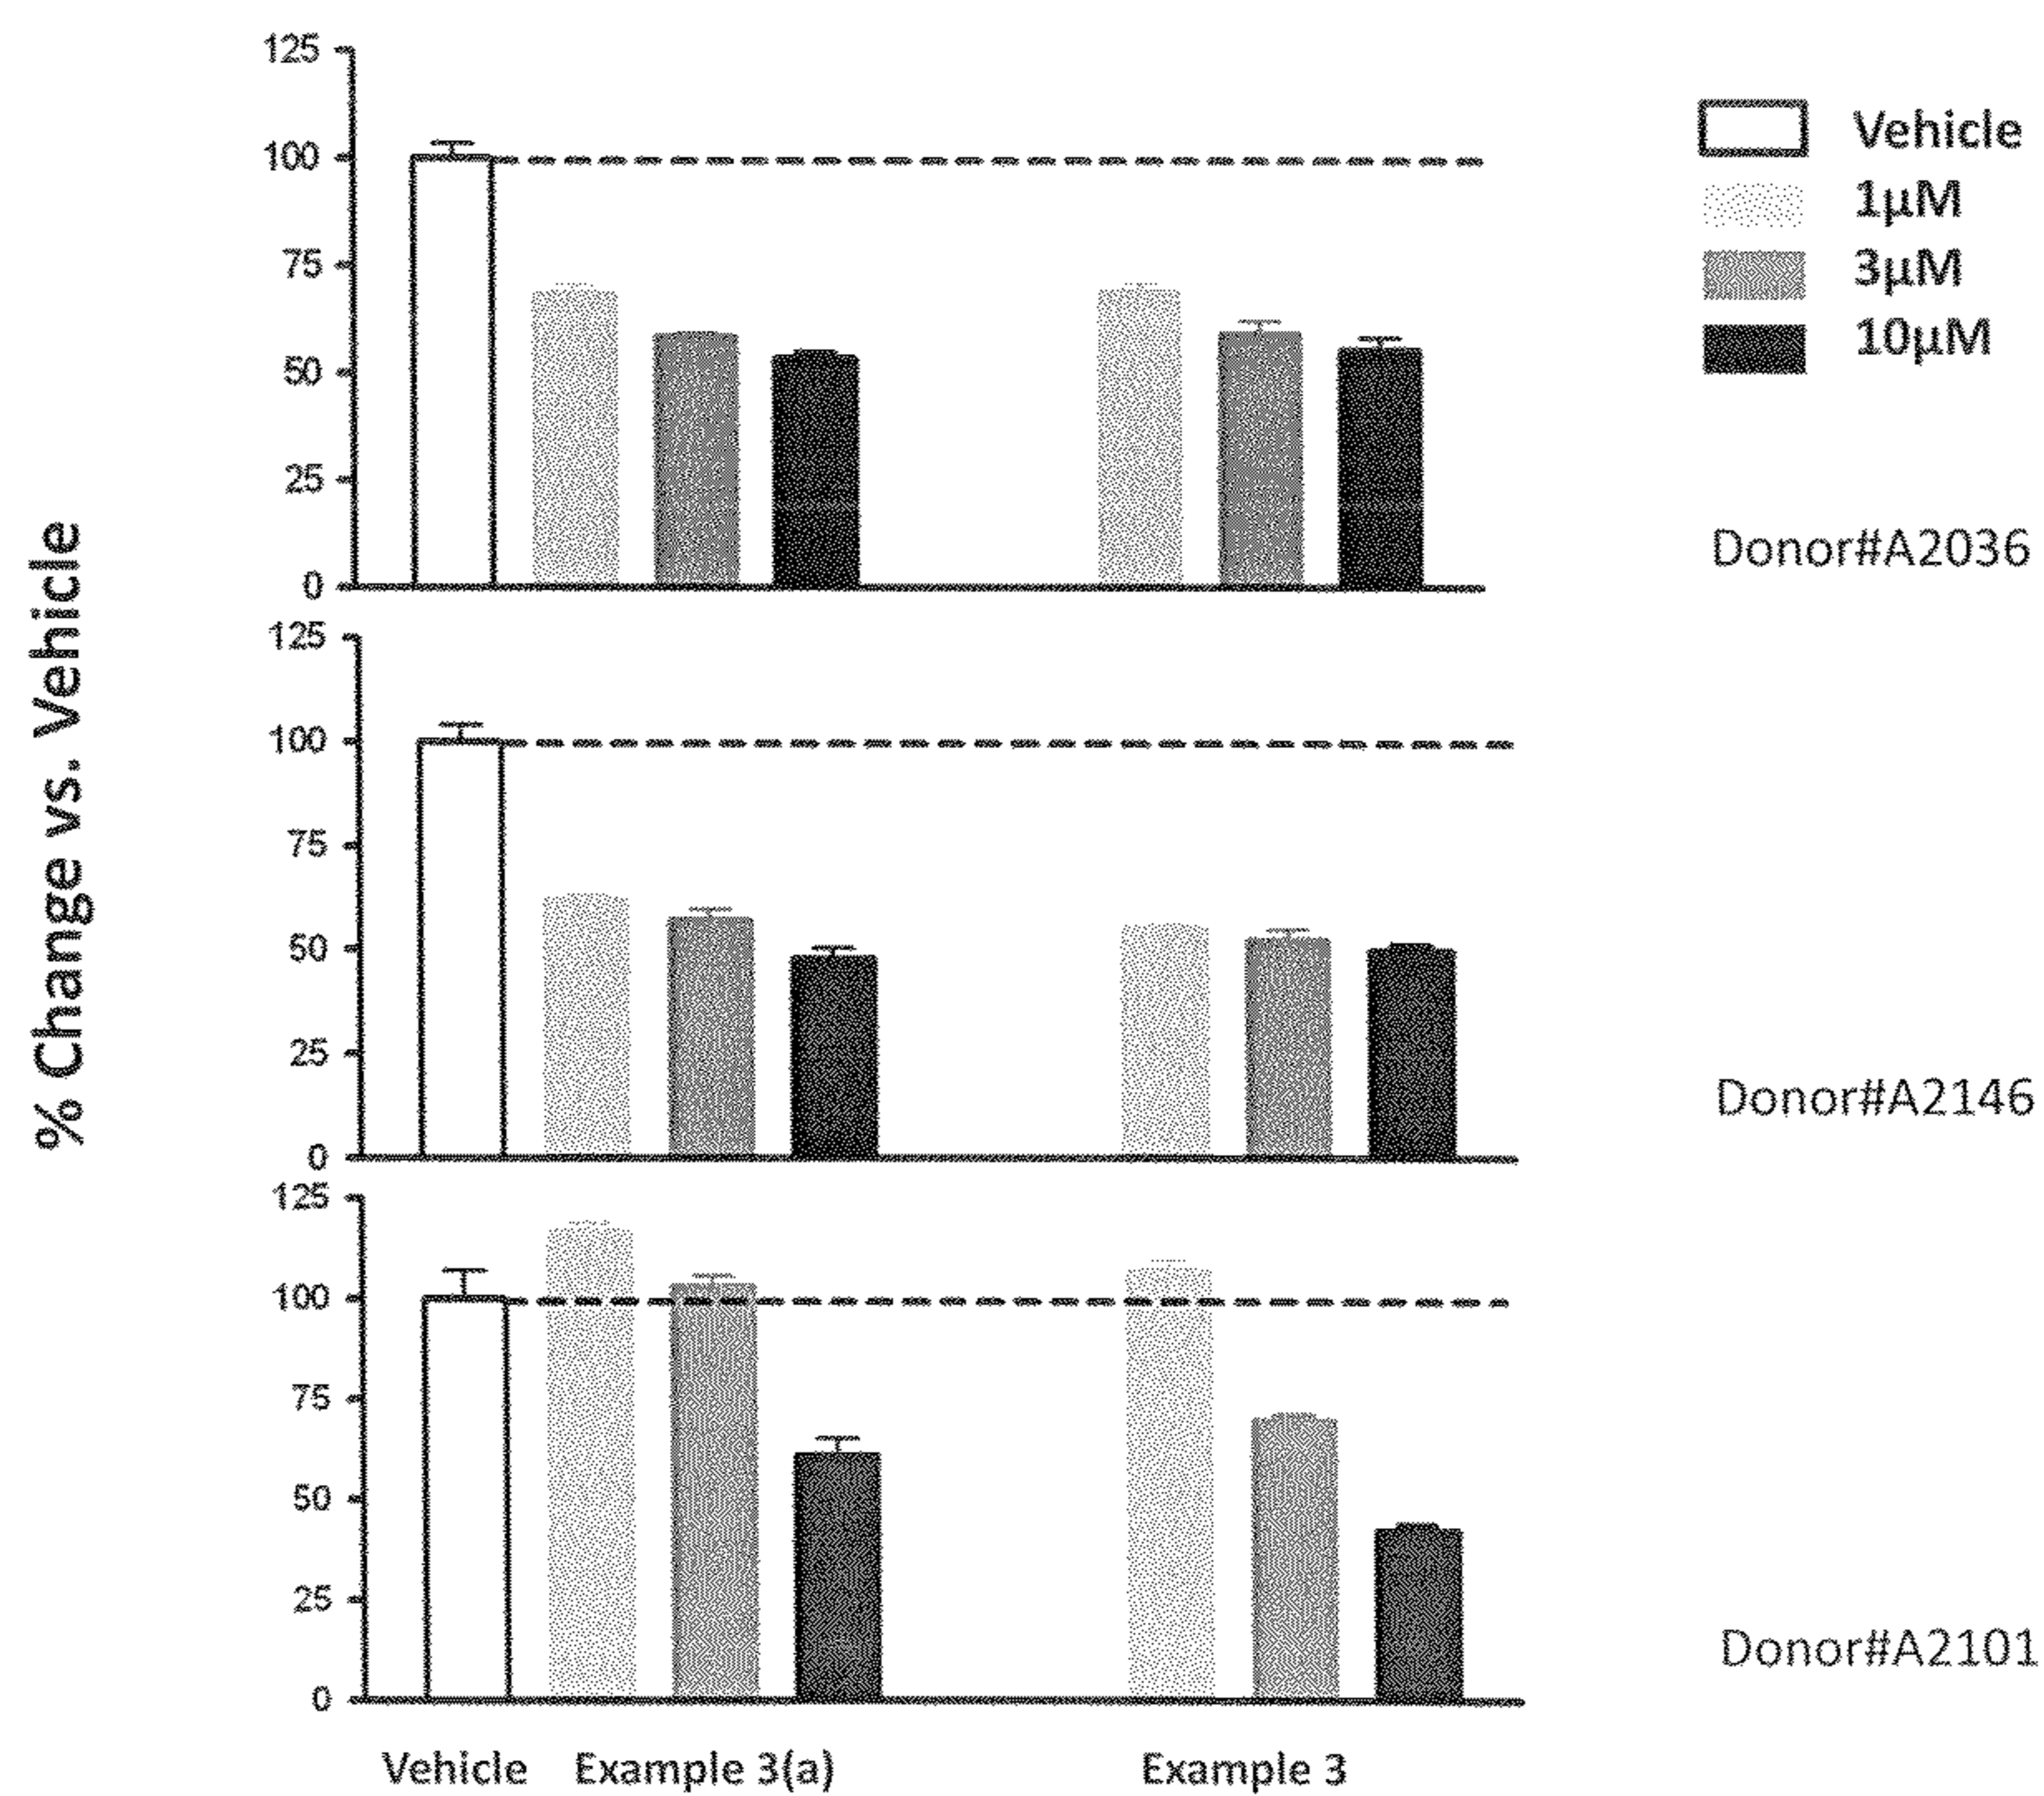 % Change vs. Vehicle
125
100
75
50
25
0
Vehicle
1µM
3µM
10µM
Donor#A2036
125
100
75
50
25
0
Donor#A2146
125
100
75
50
25
0
Donor#A2101
Vehicle Example 3(a) Example 3